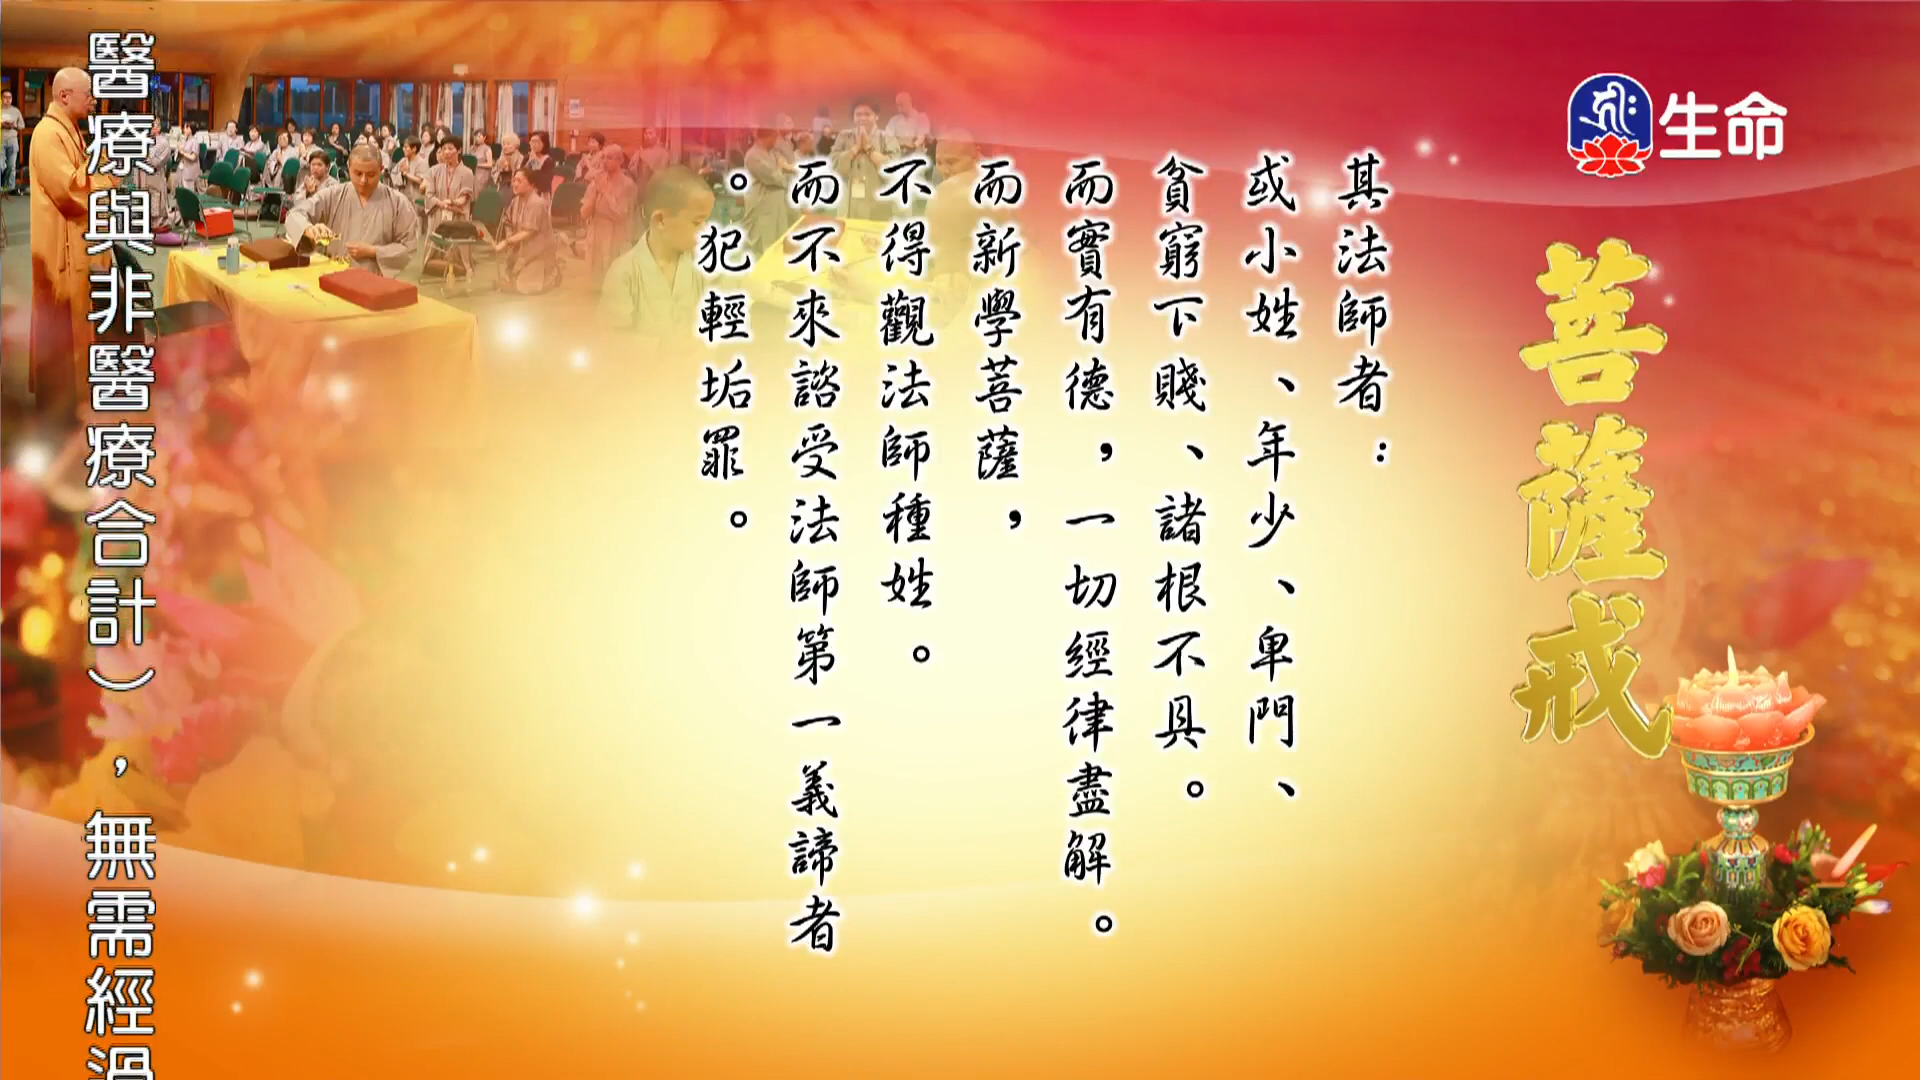 生命
菩薩戒
其法師者：
或小姓、年少、卑門、
貧窮下賤、諸根不具。
而實有德，一切經律盡解。
而新學菩薩，
不得觀法師種姓。
而不來諮受法師第一義諦者
。犯輕垢罪。
醫療與非醫療合計），無需經過